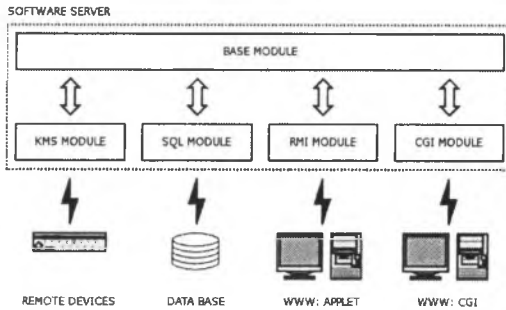 SOFTWARE SERVER
BASE MODULE
KMS MODULE SQL MODULE RMI MODULE CGI MODULE
REMOTE DEVICES DATA BASE WWW: APPLET WWW: CGI